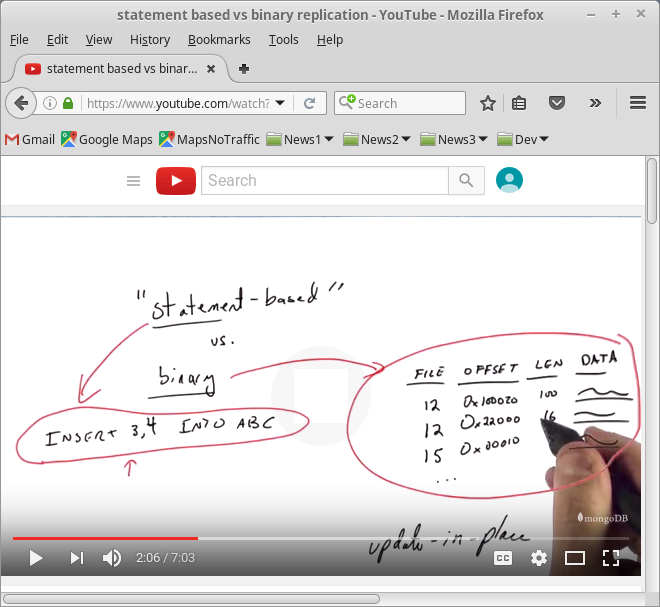 statement based vs binary replication - YouTube - Mozilla Firefox
File Edit View History Bookmarks Tools Help
statement based vs binar...
https://www.youtube.com/watch? Search
Gmail Google Maps MapsNoTraffic News1 News2 News3 Dev
Search
"statement-based"
vs.
binary
INSERT 3,4 INTO ABC
FILE OFFSET LEN DATA
12 0x100020 100
12 0x22000 16
15 0x00010
...
mongoDB
update-in-place
2:06 / 7:03
CC